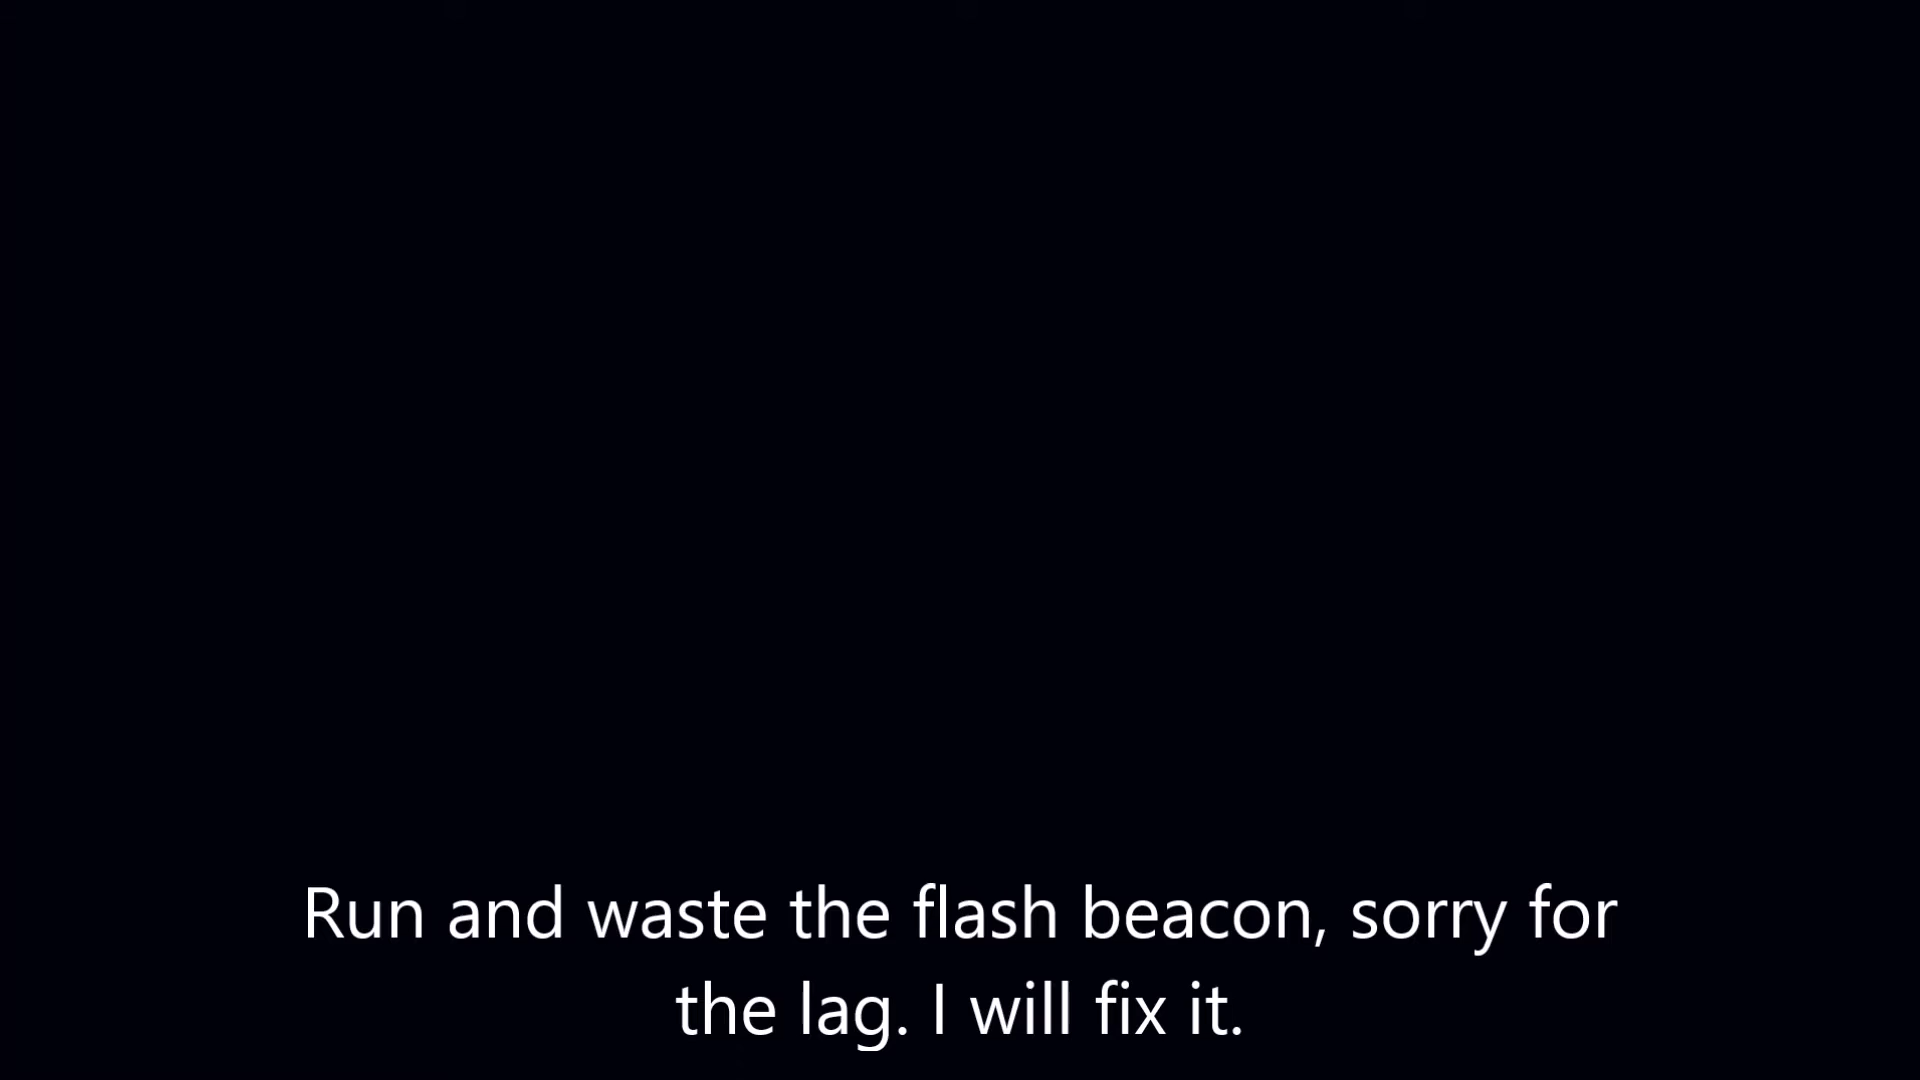 Run and waste the flash beacon, sorry for
the lag. I will fix it.